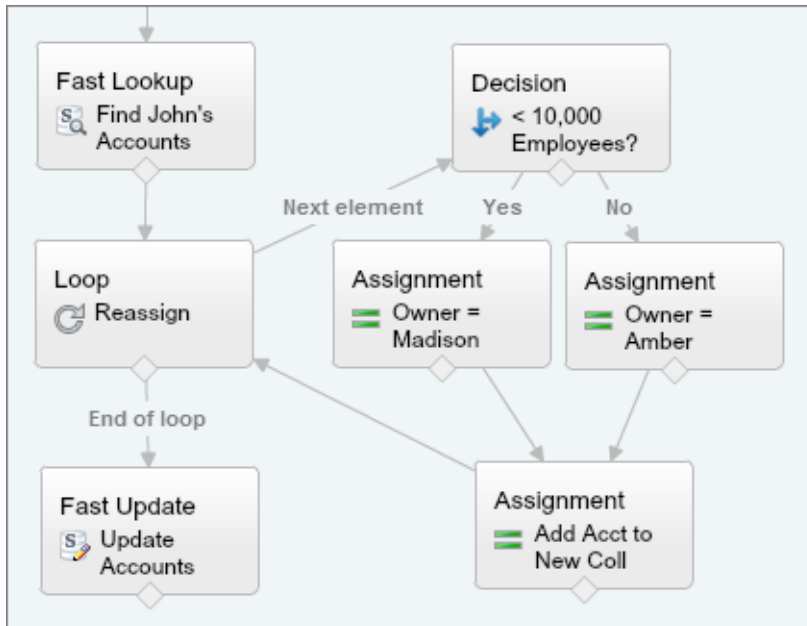 Fast Lookup
Find John's
Accounts
Decision
< 10,000
Employees?
Next element
Yes
No
Loop
Reassign
Assignment
Owner =
Madison
Assignment
Owner =
Amber
End of loop
Fast Update
Update
Accounts
Assignment
Add Acct to
New Coll